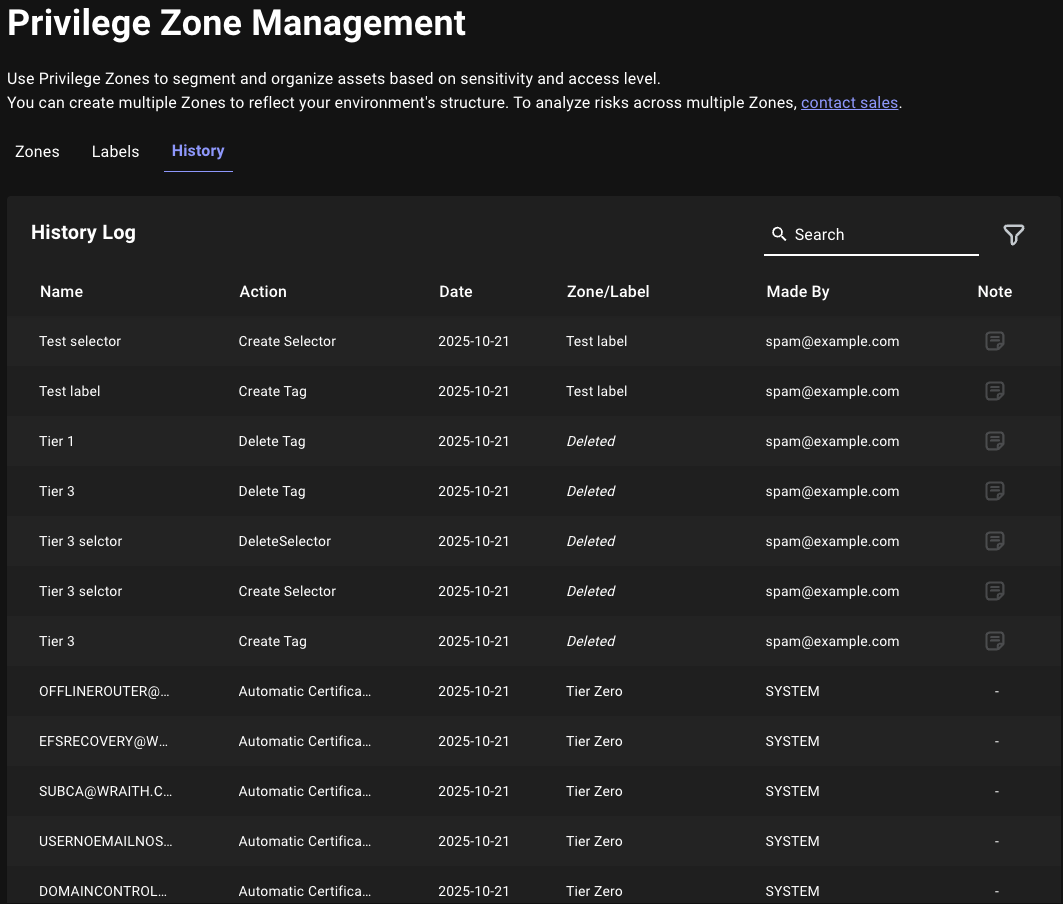 Privilege Zone Management
Use Privilege Zones to segment and organize assets based on sensitivity and access level.
You can create multiple Zones to reflect your environment's structure. To analyze risks across multiple Zones, contact sales.
Zones Labels History
History Log Search
Name Action Date Zone/Label Made By Note
Test selector Create Selector 2025-10-21 Test label spam@example.com
Test label Create Tag 2025-10-21 Test label spam@example.com
Tier 1 Delete Tag 2025-10-21 Deleted spam@example.com
Tier 3 Delete Tag 2025-10-21 Deleted spam@example.com
Tier 3 selctor DeleteSelector 2025-10-21 Deleted spam@example.com
Tier 3 selctor Create Selector 2025-10-21 Deleted spam@example.com
Tier 3 Create Tag 2025-10-21 Deleted spam@example.com
OFFLINEROUTER@... Automatic Certifica... 2025-10-21 Tier Zero SYSTEM -
EFSRECOVERY@W... Automatic Certifica... 2025-10-21 Tier Zero SYSTEM -
SUBCA@WRAITH.C... Automatic Certifica... 2025-10-21 Tier Zero SYSTEM -
USERNOEMAILNOS... Automatic Certifica... 2025-10-21 Tier Zero SYSTEM -
DOMAINCONTROL... Automatic Certifica... 2025-10-21 Tier Zero SYSTEM -